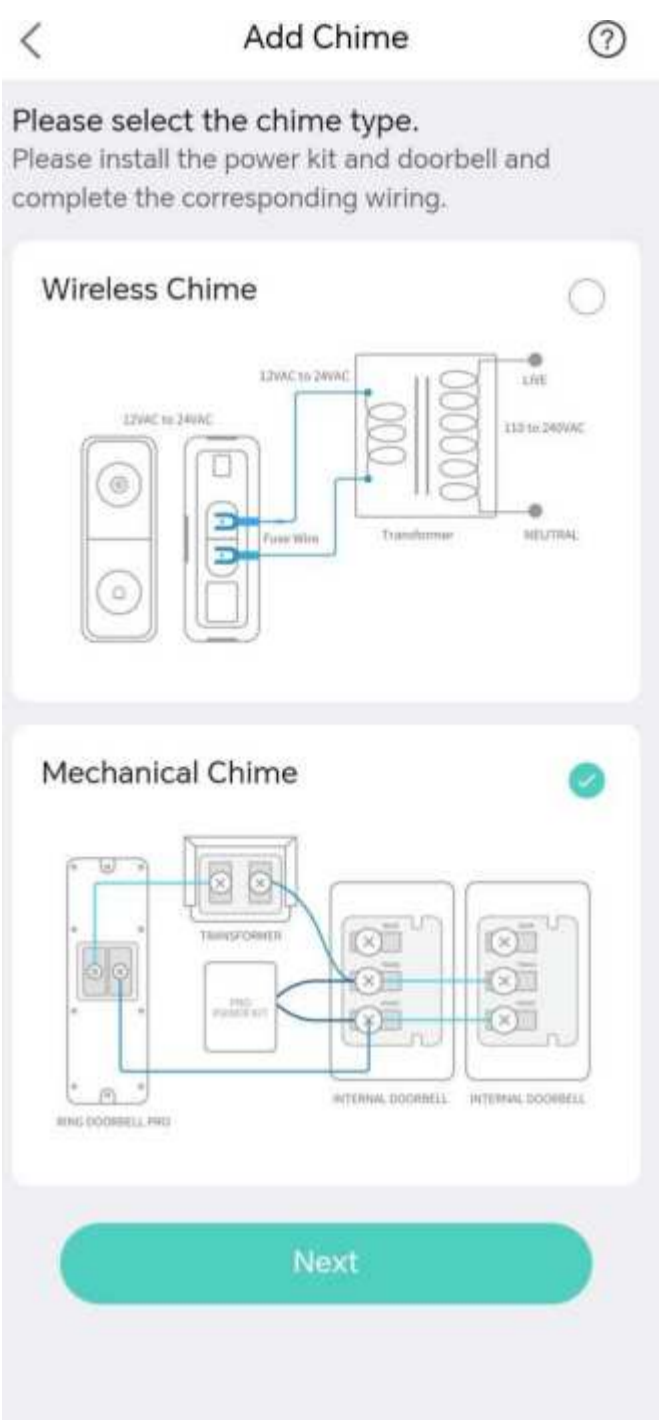 Add Chime
Please select the chime type.
Please install the power kit and doorbell and
complete the corresponding wiring.
Wireless Chime
12VAC to 24VAC
LIVE
12VAC to 24VAC
110 to 240VAC
Fuse Wire
Transformer
NEUTRAL
Mechanical Chime
TRANSFORMER
PRO
POWER KIT
INTERNAL DOORBELL
INTERNAL DOORBELL
RING DOORBELL PRO
Next